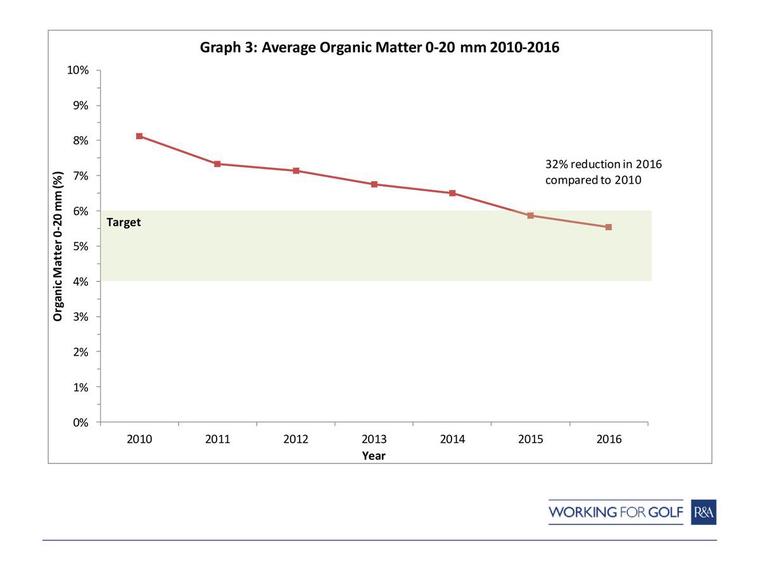 Graph 3: Average Organic Matter 0-20 mm 2010-2016
10%
9%
8%
7%
6%
5%
4%
3%
2%
1%
0%
Organic Matter 0-20 mm (%)
32% reduction in 2016
compared to 2010
Target
2010 2011 2012 2013 2014 2015 2016
Year
WORKING FOR GOLF R&A